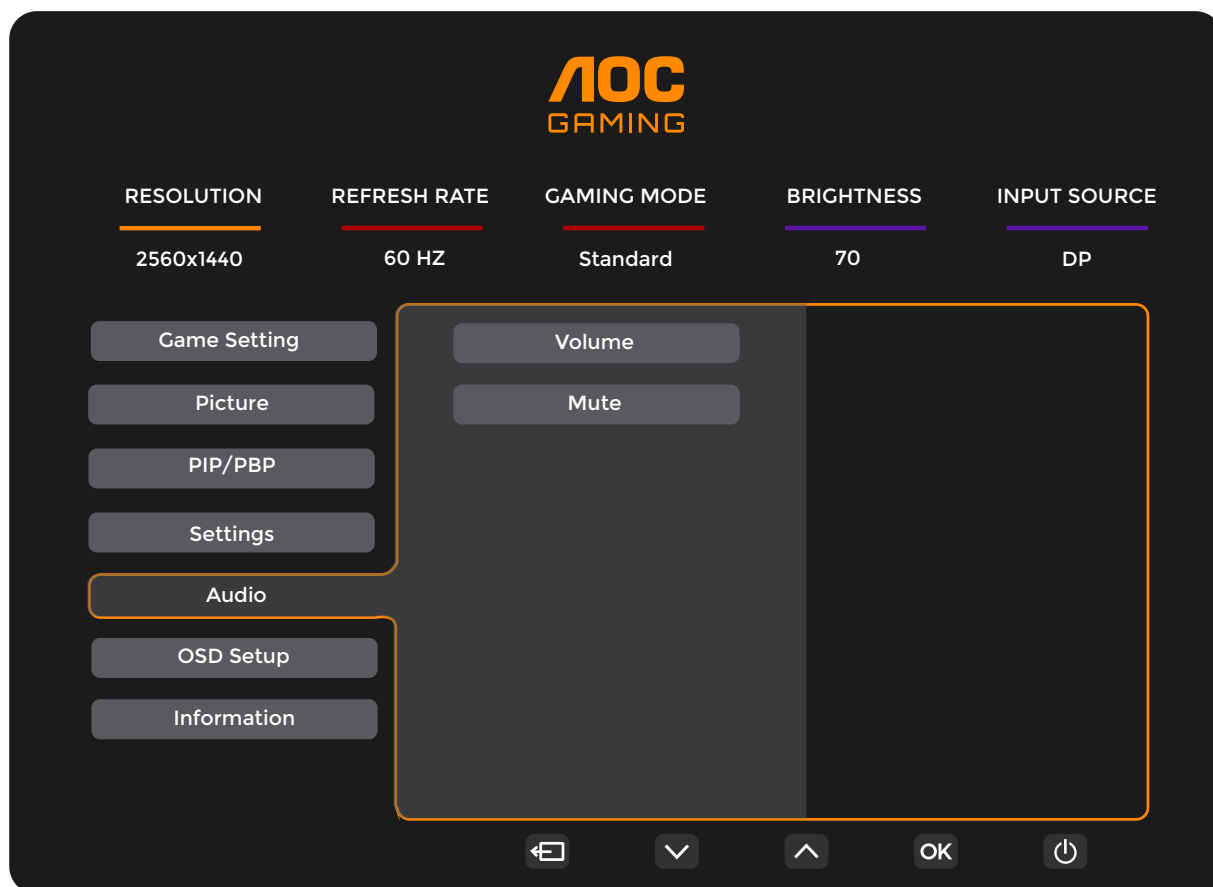 AOC
GAMING
RESOLUTION REFRESH RATE GAMING MODE BRIGHTNESS INPUT SOURCE
2560x1440 60 HZ Standard 70 DP
Game Setting Volume
Picture Mute
PIP/PBP
Settings
Audio
OSD Setup
Information
OK